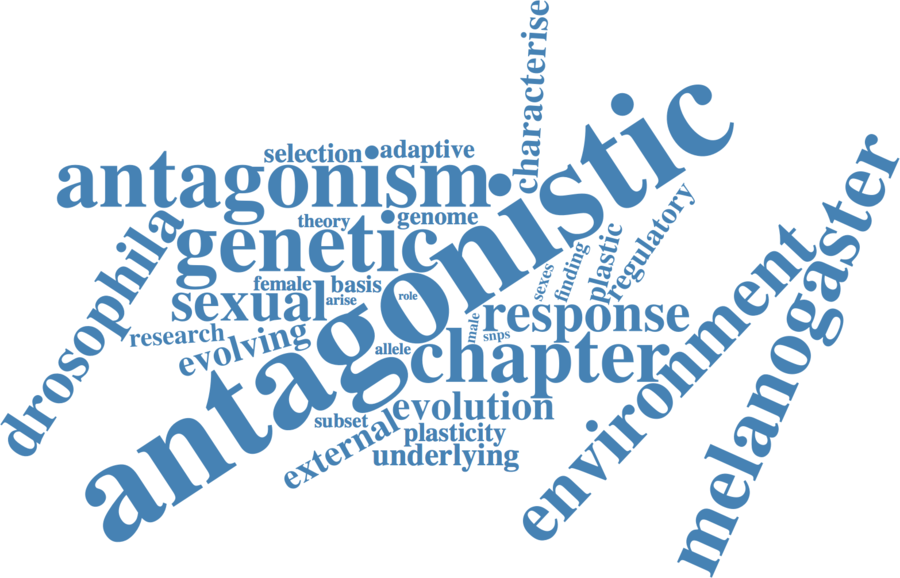 characterise
antagonistic
selection
adaptive
antagonism
melanogaster
theory
genome
genetic
regulatory
plastic
finding
sexes
drosophila
female
basis
sexual
arise
role
response
environment
research
evolving
male
snps
allele
chapter
evolution
subset
external
plasticity
underlying